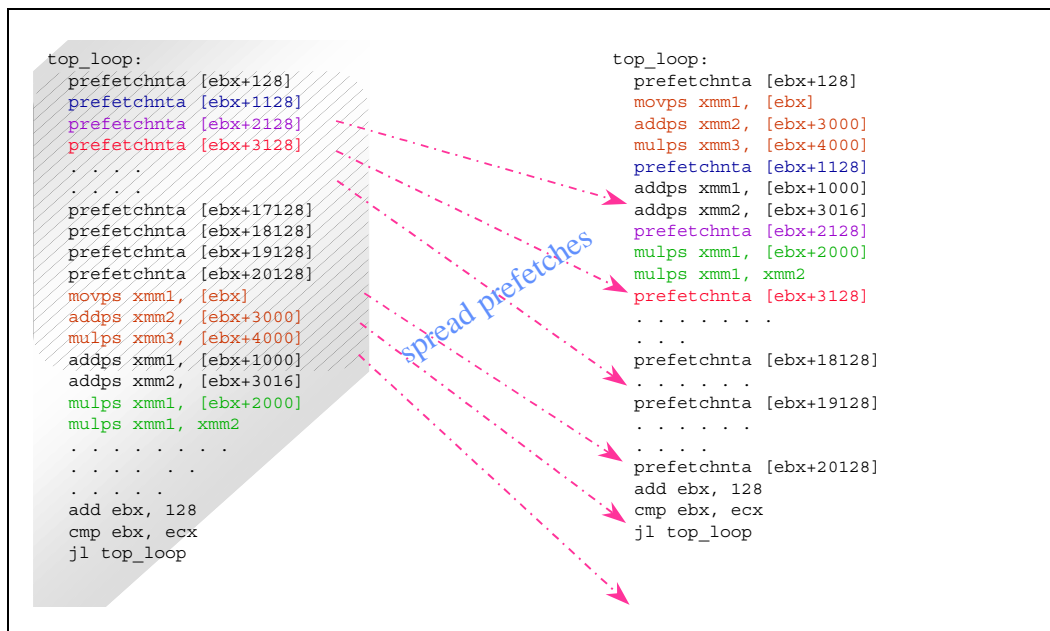 top_loop:
prefetchnta [ebx+128]
prefetchnta [ebx+1128]
prefetchnta [ebx+2128]
prefetchnta [ebx+3128]
. . . .
. . . .
prefetchnta [ebx+17128]
prefetchnta [ebx+18128]
prefetchnta [ebx+19128]
prefetchnta [ebx+20128]
movps xmm1, [ebx]
addps xmm2, [ebx+3000]
mulps xmm3, [ebx+4000]
addps xmm1, [ebx+1000]
addps xmm2, [ebx+3016]
mulps xmm1, [ebx+2000]
mulps xmm1, xmm2
. . . . . . . .
. . . . . .
. . . . .
add ebx, 128
cmp ebx, ecx
jl top_loop
spread prefetches
top_loop:
prefetchnta [ebx+128]
movps xmm1, [ebx]
addps xmm2, [ebx+3000]
mulps xmm3, [ebx+4000]
prefetchnta [ebx+1128]
addps xmm1, [ebx+1000]
addps xmm2, [ebx+3016]
prefetchnta [ebx+2128]
mulps xmm1, [ebx+2000]
mulps xmm1, xmm2
prefetchnta [ebx+3128]
. . . . . . .
. . .
prefetchnta [ebx+18128]
. . . . . .
prefetchnta [ebx+19128]
. . . . . .
. . . .
prefetchnta [ebx+20128]
add ebx, 128
cmp ebx, ecx
jl top_loop